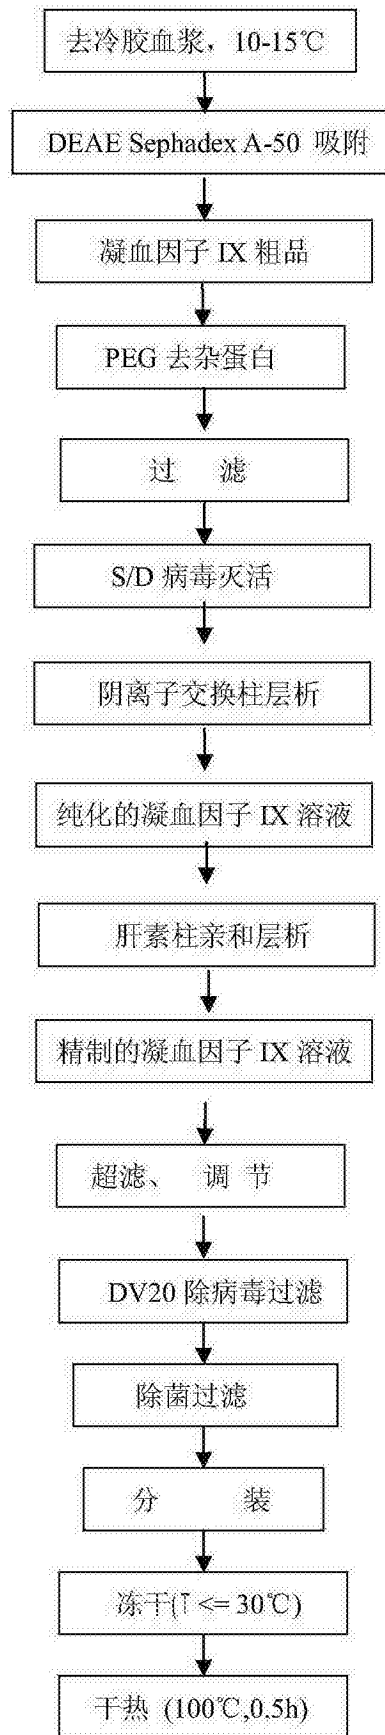 去冷胶血浆，10-15℃
DEAE Sephadex A-50 吸附
凝血因子 IX 粗品
PEG 去杂蛋白
过 滤
S/D 病毒灭活
阴离子交换柱层析
纯化的凝血因子 IX 溶液
肝素柱亲和层析
精制的凝血因子 IX 溶液
超滤、 调 节
DV20 除病毒过滤
除菌过滤
分 装
冻干(T <= 30℃)
干热 (100℃,0.5h)